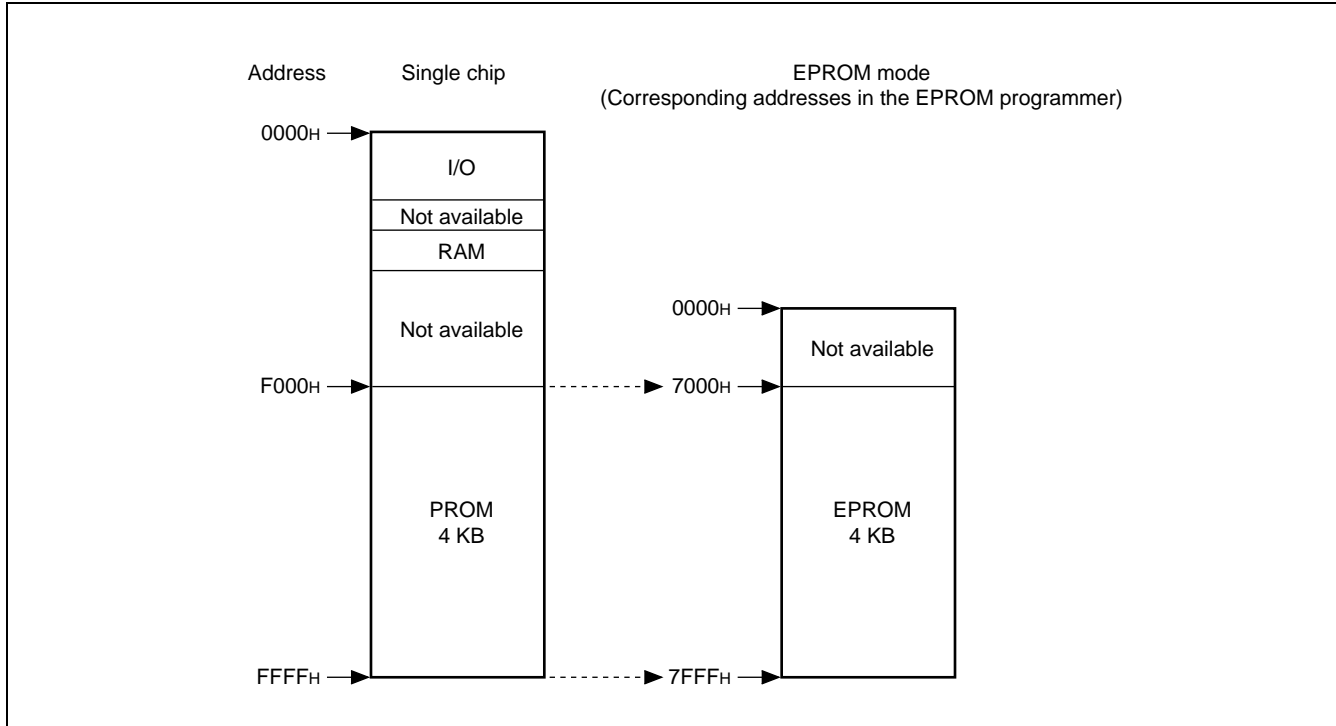 Address
Single chip
EPROM mode
(Corresponding addresses in the EPROM programmer)
0000H
I/O
Not available
RAM
Not available
F000H
PROM
4 KB
FFFFH
0000H
Not available
7000H
EPROM
4 KB
7FFFH